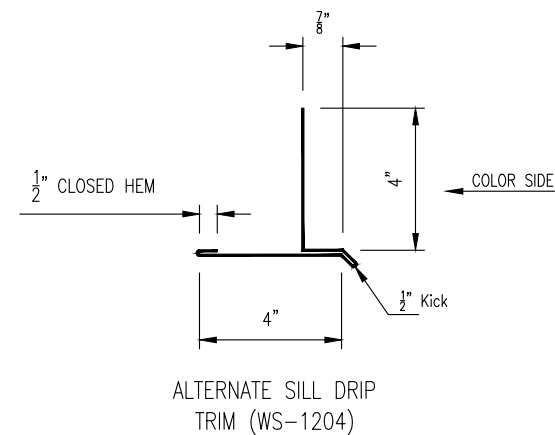 7/8"
1/2" CLOSED HEM
4"
COLOR SIDE
1/2" Kick
4"
ALTERNATE SILL DRIP
TRIM (WS-1204)